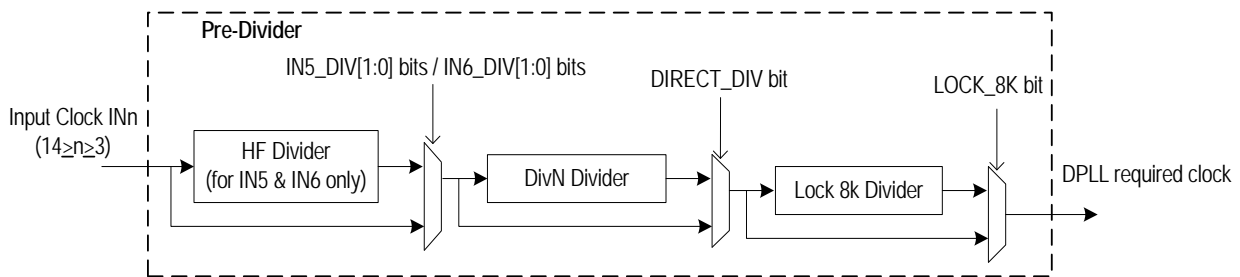 Pre-Divider
IN5_DIV[1:0] bits / IN6_DIV[1:0] bits
DIRECT_DIV bit
LOCK_8K bit
Input Clock INn
(14≥n≥3)
HF Divider
(for IN5 & IN6 only)
DivN Divider
Lock 8k Divider
DPLL required clock